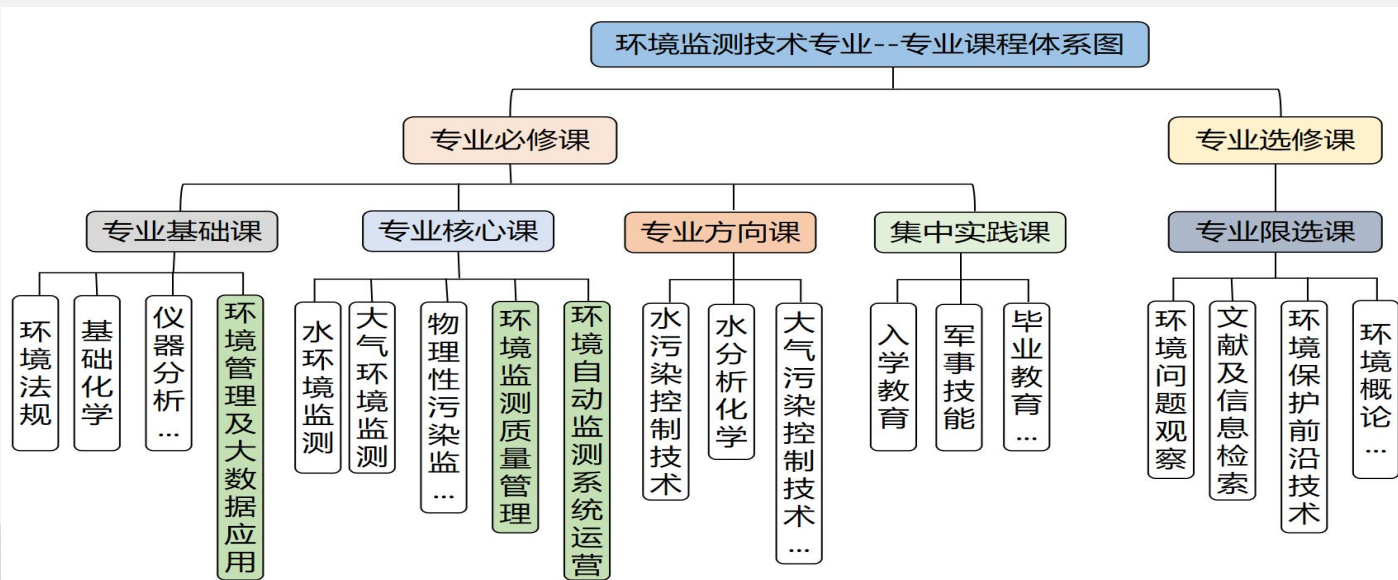 环境监测技术专业--专业课程体系图
专业必修课
专业选修课
专业基础课
专业核心课
专业方向课
集中实践课
专业限选课
环境法规
基础化学
仪器分析...
环境管理及大数据应用
水环境监测
大气环境监测
物理性污染监...
环境监测质量管理
环境自动监测系统运营
水污染控制技术
水分析化学
大气污染控制技术...
入学教育
军事技能
毕业教育...
环境问题观察
文献及信息检索
环境保护前沿技术
环境概论...